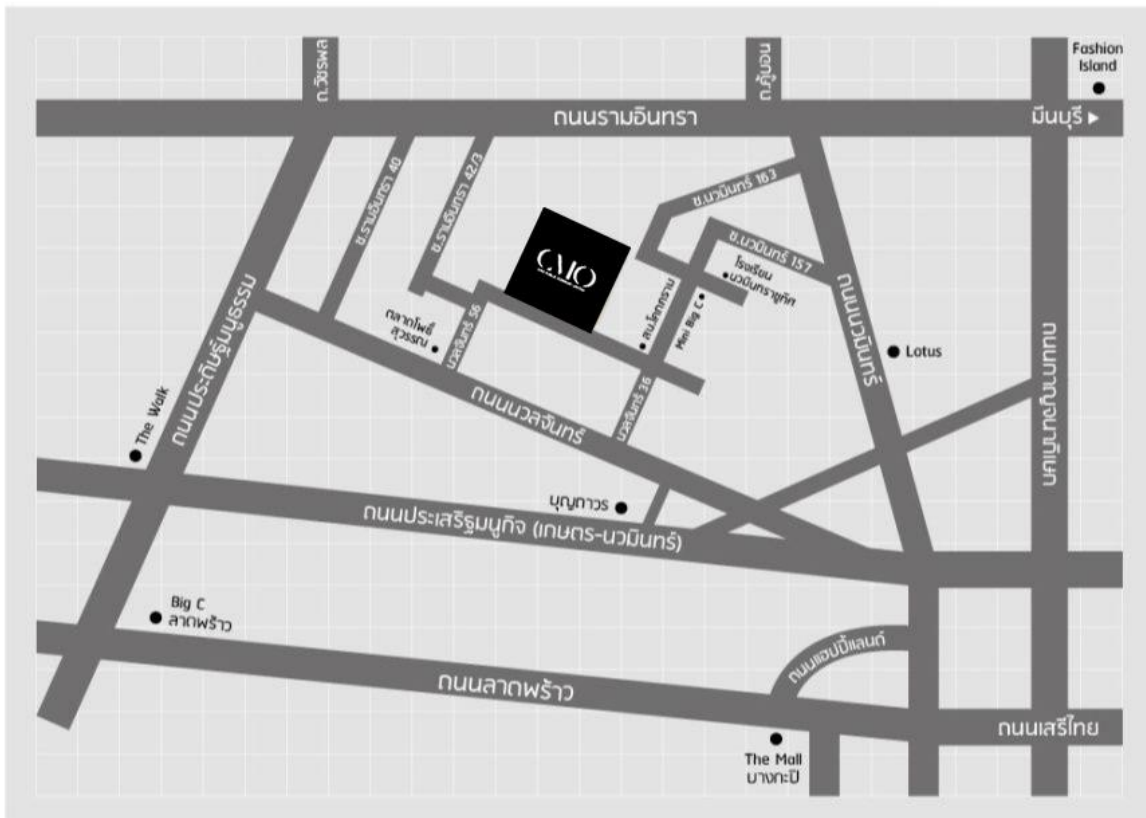 ถ.วัชรพล
ถ.คู้บอน
Fashion
Island
ถนนรามอินทรา
มีนบุรี
ซ.รามอินทรา 40
ซ.รามอินทรา 42/3
ซ.นวมินทร์ 163
ซ.นวมินทร์ 157
CMO
โรงเรียน
นวมินทราชูทิศ
สน.โคกคราม
Mini Big C
ถนนประดิษฐ์มนูธรรม
ตลาดโพธิ์
สุวรรณ
นวลจันทร์ 56
ถนนนวมินทร์
Lotus
ถนนกาญจนาภิเษก
นวลจันทร์ 36
ถนนนวลจันทร์
The Walk
บุญถาวร
ถนนประเสริฐมนูกิจ (เกษตร-นวมินทร์)
Big C
ลาดพร้าว
ถนนแฮปปี้แลนด์
ถนนลาดพร้าว
ถนนเสรีไทย
The Mall
บางกะปิ